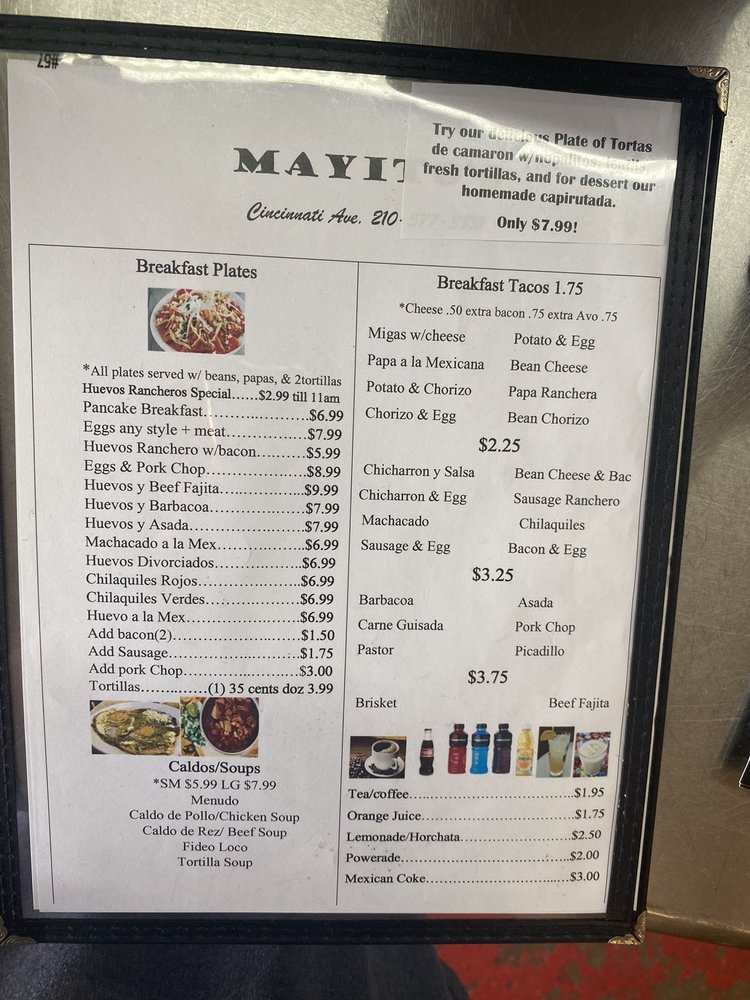 #57
MAYIT
Cincinnati Ave. 210-
Try our delicious Plate of Tortas
de camaron w/nopalitos, lentils,
fresh tortillas, and for dessert our
homemade capirutada.
Only $7.99!
Breakfast Plates
*All plates served w/ beans, papas, & 2tortillas
Huevos Rancheros Special......$2.99 till 11am
Pancake Breakfast.....................$6.99
Eggs any style + meat................$7.99
Huevos Ranchero w/bacon.........$5.99
Eggs & Pork Chop.....................$8.99
Huevos y Beef Fajita..................$9.99
Huevos y Barbacoa....................$7.99
Huevos y Asada.........................$7.99
Machacado a la Mex..................$6.99
Huevos Divorciados...................$6.99
Chilaquiles Rojos.......................$6.99
Chilaquiles Verdes.....................$6.99
Huevo a la Mex.........................$6.99
Add bacon(2).............................$1.50
Add Sausage..............................$1.75
Add pork Chop...........................$3.00
Tortillas..............(1) 35 cents doz 3.99
Caldos/Soups
*SM $5.99 LG $7.99
Menudo
Caldo de Pollo/Chicken Soup
Caldo de Rez/ Beef Soup
Fideo Loco
Tortilla Soup
Breakfast Tacos 1.75
*Cheese .50 extra bacon .75 extra Avo .75
Migas w/cheese Potato & Egg
Papa a la Mexicana Bean Cheese
Potato & Chorizo Papa Ranchera
Chorizo & Egg Bean Chorizo
$2.25
Chicharron y Salsa Bean Cheese & Bac
Chicharron & Egg Sausage Ranchero
Machacado Chilaquiles
Sausage & Egg Bacon & Egg
$3.25
Barbacoa Asada
Carne Guisada Pork Chop
Pastor Picadillo
$3.75
Brisket Beef Fajita
Tea/coffee....................................$1.95
Orange Juice................................$1.75
Lemonade/Horchata.........................$2.50
Powerade.....................................$2.00
Mexican Coke................................$3.00